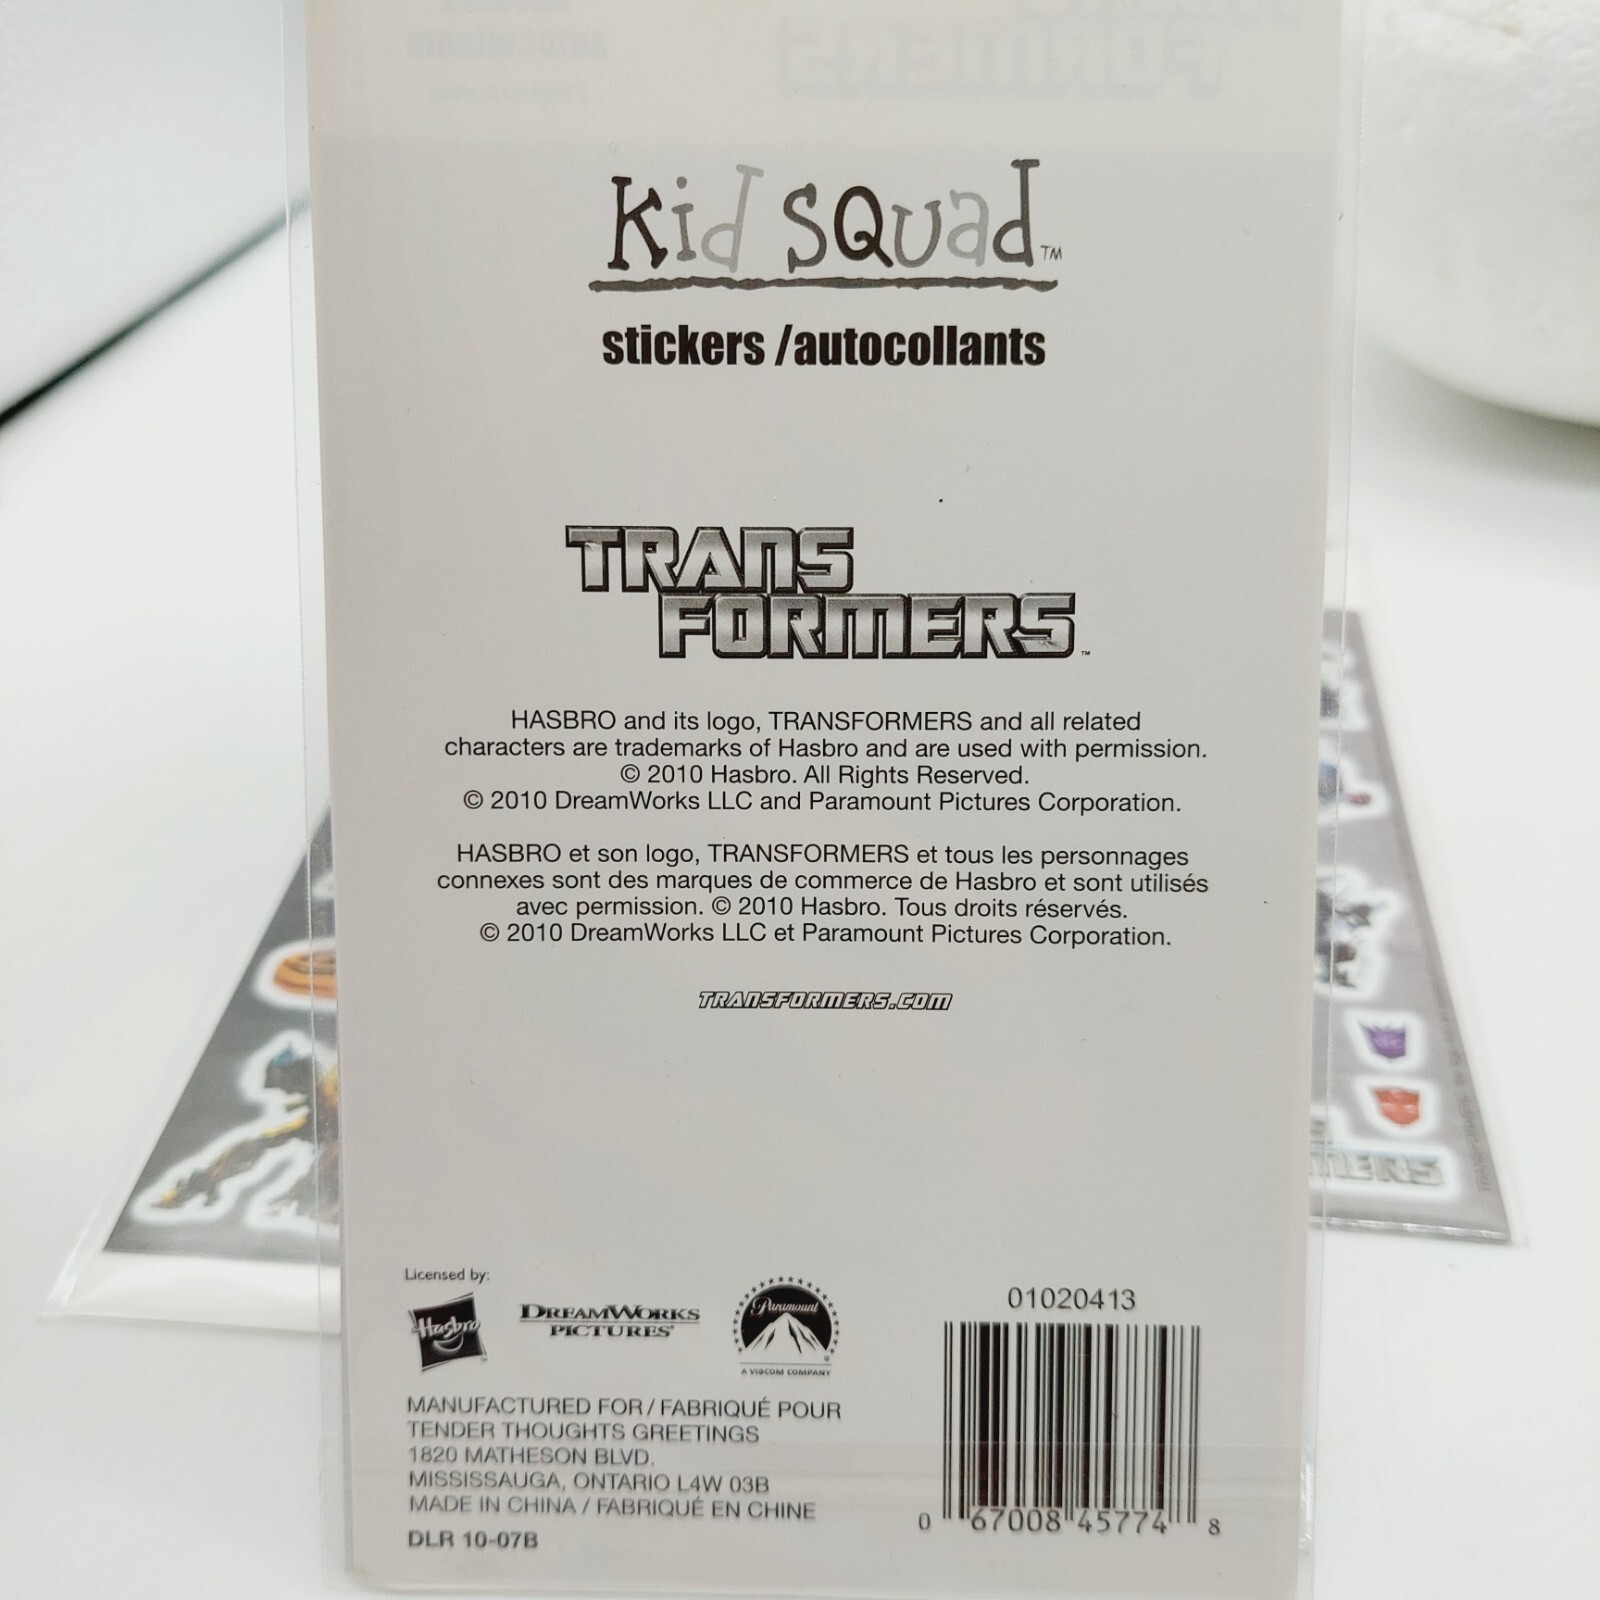 Kid SQuad™
stickers /autocollants
TRANS
FORMERS™
HASBRO and its logo, TRANSFORMERS and all related
characters are trademarks of Hasbro and are used with permission.
© 2010 Hasbro. All Rights Reserved.
© 2010 DreamWorks LLC and Paramount Pictures Corporation.
HASBRO et son logo, TRANSFORMERS et tous les personnages
connexes sont des marques de commerce de Hasbro et sont utilisés
avec permission. © 2010 Hasbro. Tous droits réservés.
© 2010 DreamWorks LLC et Paramount Pictures Corporation.
TRANSFORMERS.COM
Licensed by:
Hasbro
DREAMWORKS
PICTURES
Paramount
A VIACOM COMPANY
MANUFACTURED FOR / FABRIQUÉ POUR
TENDER THOUGHTS GREETINGS
1820 MATHESON BLVD.
MISSISSAUGA, ONTARIO L4W 03B
MADE IN CHINA / FABRIQUÉ EN CHINE
DLR 10-07B
01020413
0 67008 45774 8